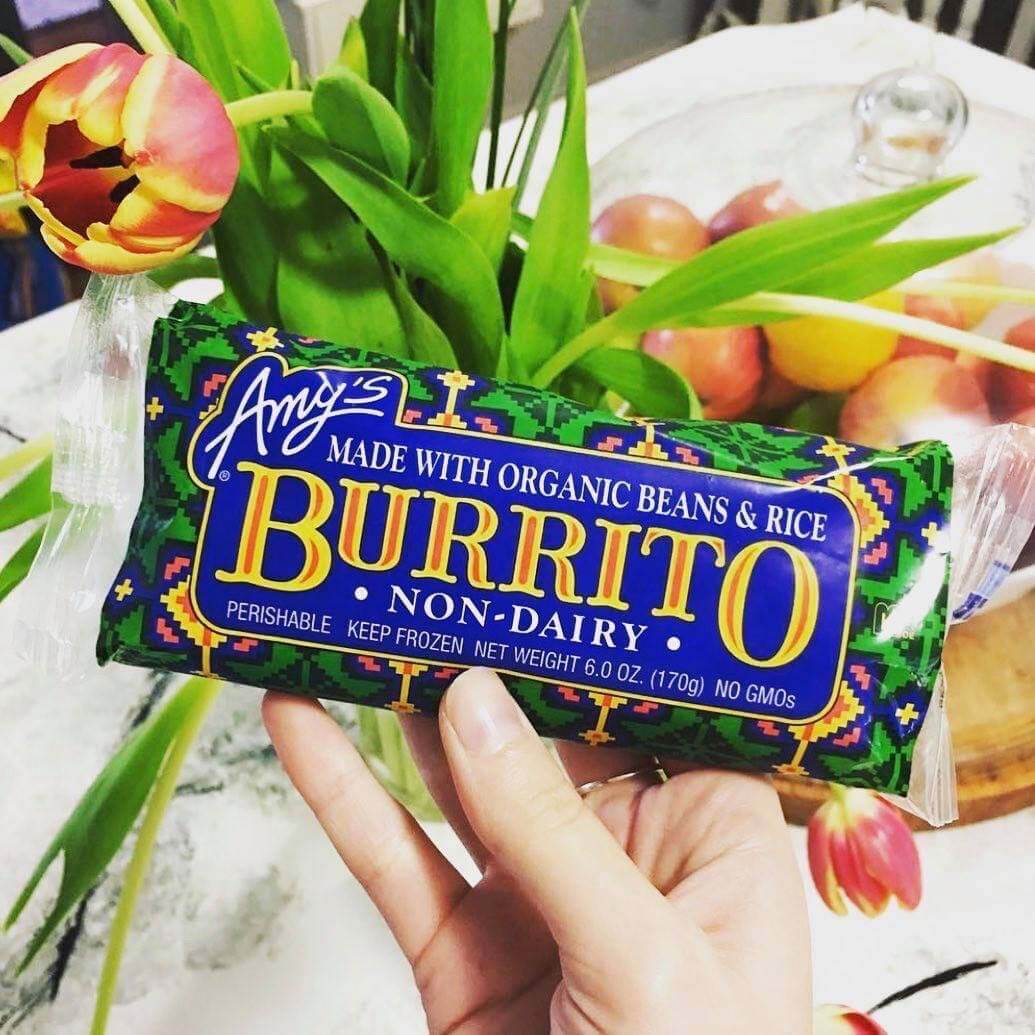 Amy's
®
MADE WITH ORGANIC BEANS & RICE
BURRITO
• NON-DAIRY •
PERISHABLE KEEP FROZEN NET WEIGHT 6.0 OZ. (170g) NO GMOs